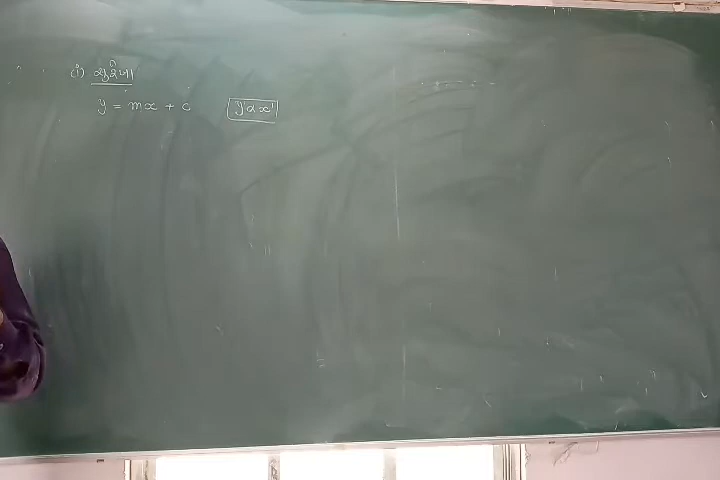 (i) સુરેખા
y = mx + c
y' α x'